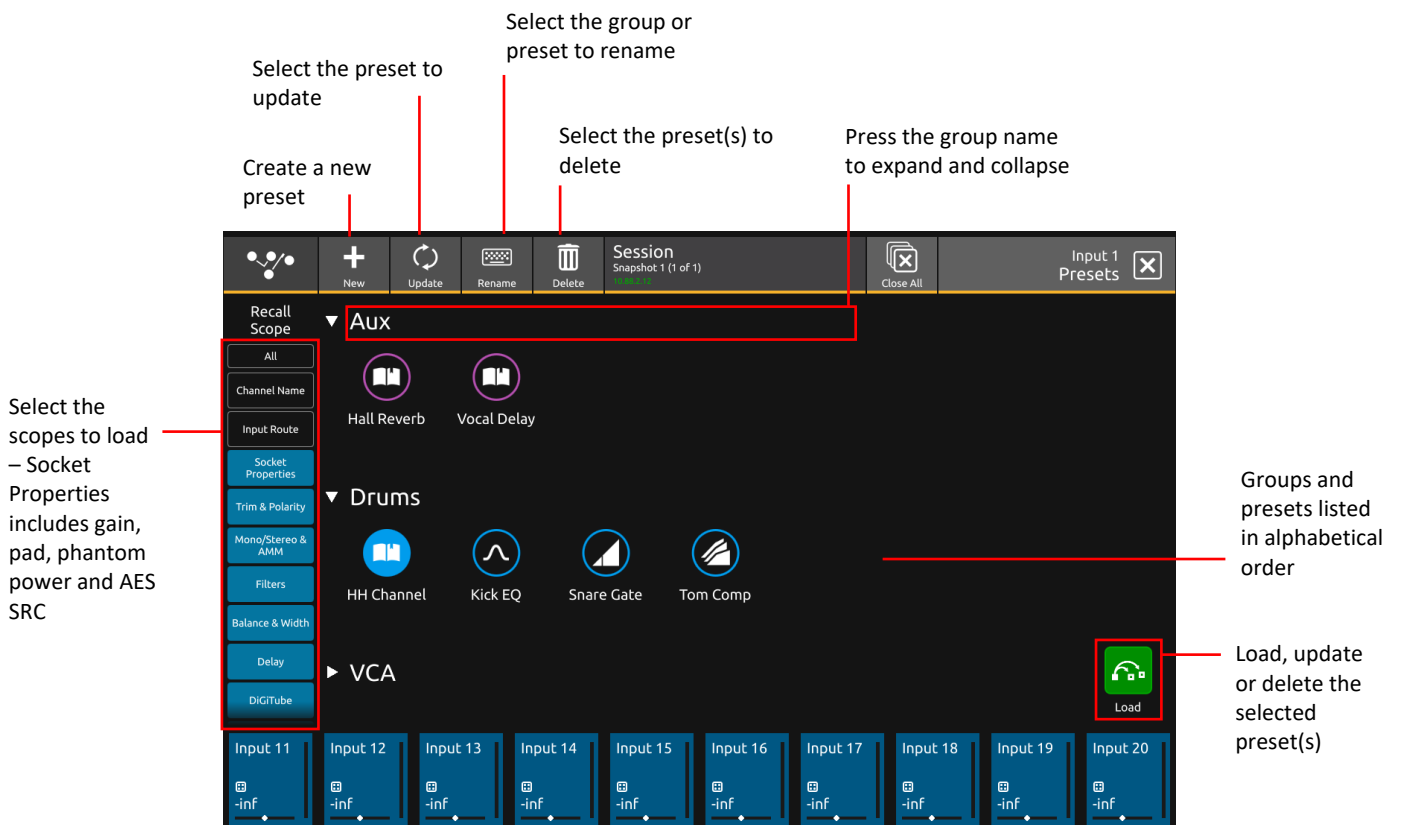 Select the group or
preset to rename
Select the preset to
update
Select the preset(s) to
delete
Press the group name
to expand and collapse
Create a new
preset
New
Update
Rename
Delete
Session
Snapshot 1 (1 of 1)
10.88.2.12
Close All
Input 1
Presets
Recall
Scope
All
Channel Name
Input Route
Socket
Properties
Trim & Polarity
Mono/Stereo &
AMM
Filters
Balance & Width
Delay
DiGiTube
Select the
scopes to load
– Socket
Properties
includes gain,
pad, phantom
power and AES
SRC
Aux
Hall Reverb
Vocal Delay
Drums
HH Channel
Kick EQ
Snare Gate
Tom Comp
VCA
Load
Groups and
presets listed
in alphabetical
order
Load, update
or delete the
selected
preset(s)
Input 11
-inf
Input 12
-inf
Input 13
-inf
Input 14
-inf
Input 15
-inf
Input 16
-inf
Input 17
-inf
Input 18
-inf
Input 19
-inf
Input 20
-inf